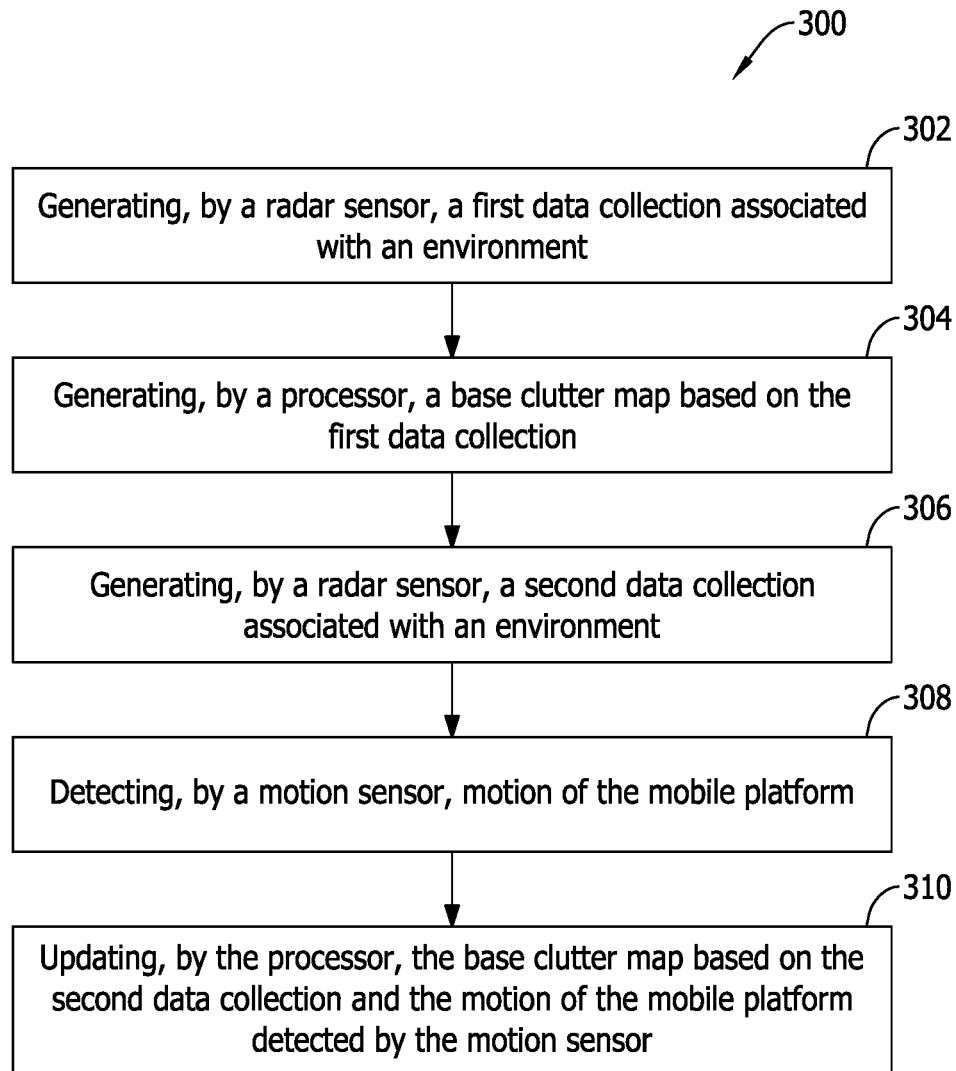 300
302
Generating, by a radar sensor, a first data collection associated
with an environment
304
Generating, by a processor, a base clutter map based on the
first data collection
306
Generating, by a radar sensor, a second data collection
associated with an environment
308
Detecting, by a motion sensor, motion of the mobile platform
310
Updating, by the processor, the base clutter map based on the
second data collection and the motion of the mobile platform
detected by the motion sensor